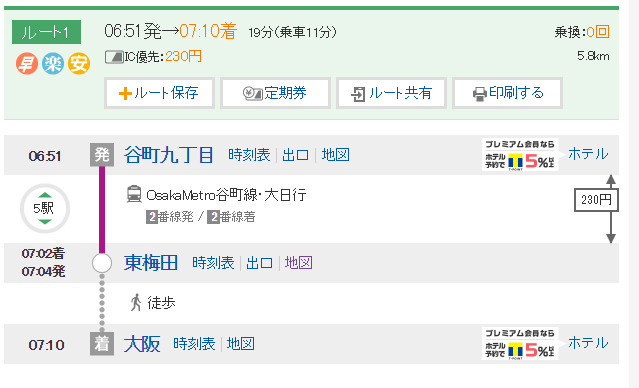 ルート1
06:51発→07:10着 19分(乗車11分) 乗換:0回
早 楽 安 IC優先:230円 5.8km
ルート保存 定期券 ルート共有 印刷する
06:51 発 谷町九丁目 時刻表 出口 地図 プレミアム会員なら ホテル予約で T-POINT 5% ホテル
5駅 OsakaMetro谷町線・大日行 230円
2番線発 / 2番線着
07:02着
07:04発 東梅田 時刻表 出口 地図
徒歩
07:10 着 大阪 時刻表 地図 プレミアム会員なら ホテル予約で T-POINT 5% ホテル